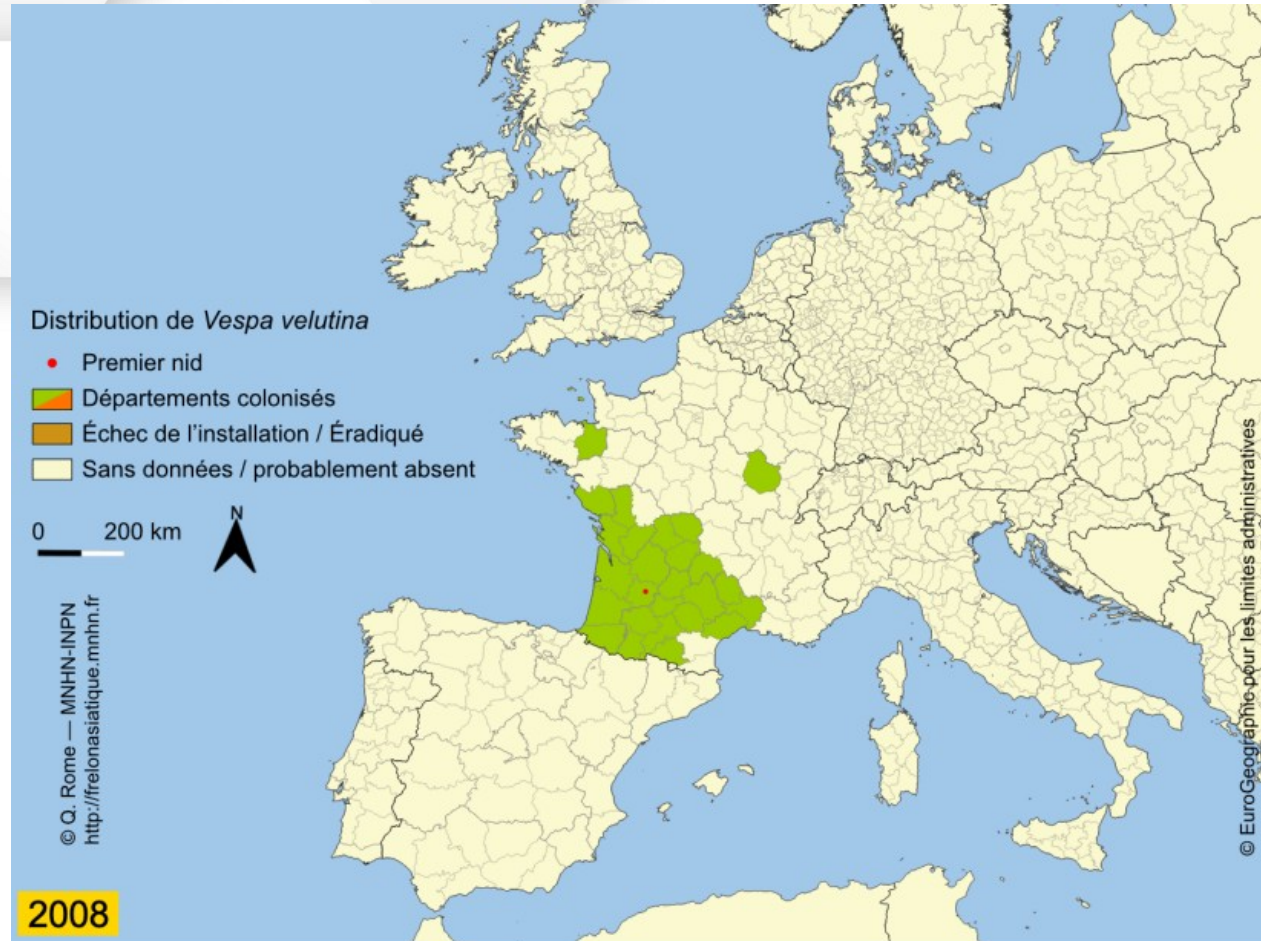 Distribution de Vespa velutina
Premier nid
Départements colonisés
Échec de l'installation / Éradiqué
Sans données / probablement absent
0 200 km
N
© Q. Rome — MNHN-INPN
http://frelonasiatique.mnhn.fr
© EuroGeographic pour les limites administratives
2008